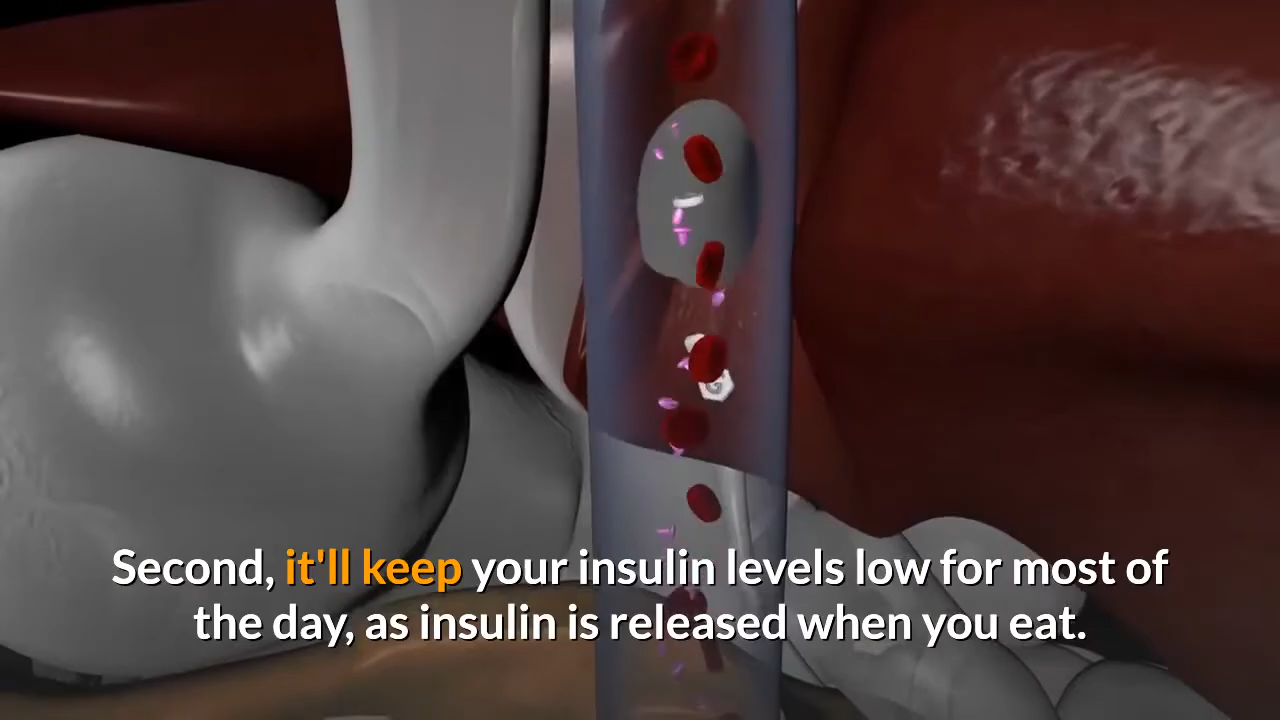 Second, it'll keep your insulin levels low for most of
the day, as insulin is released when you eat.